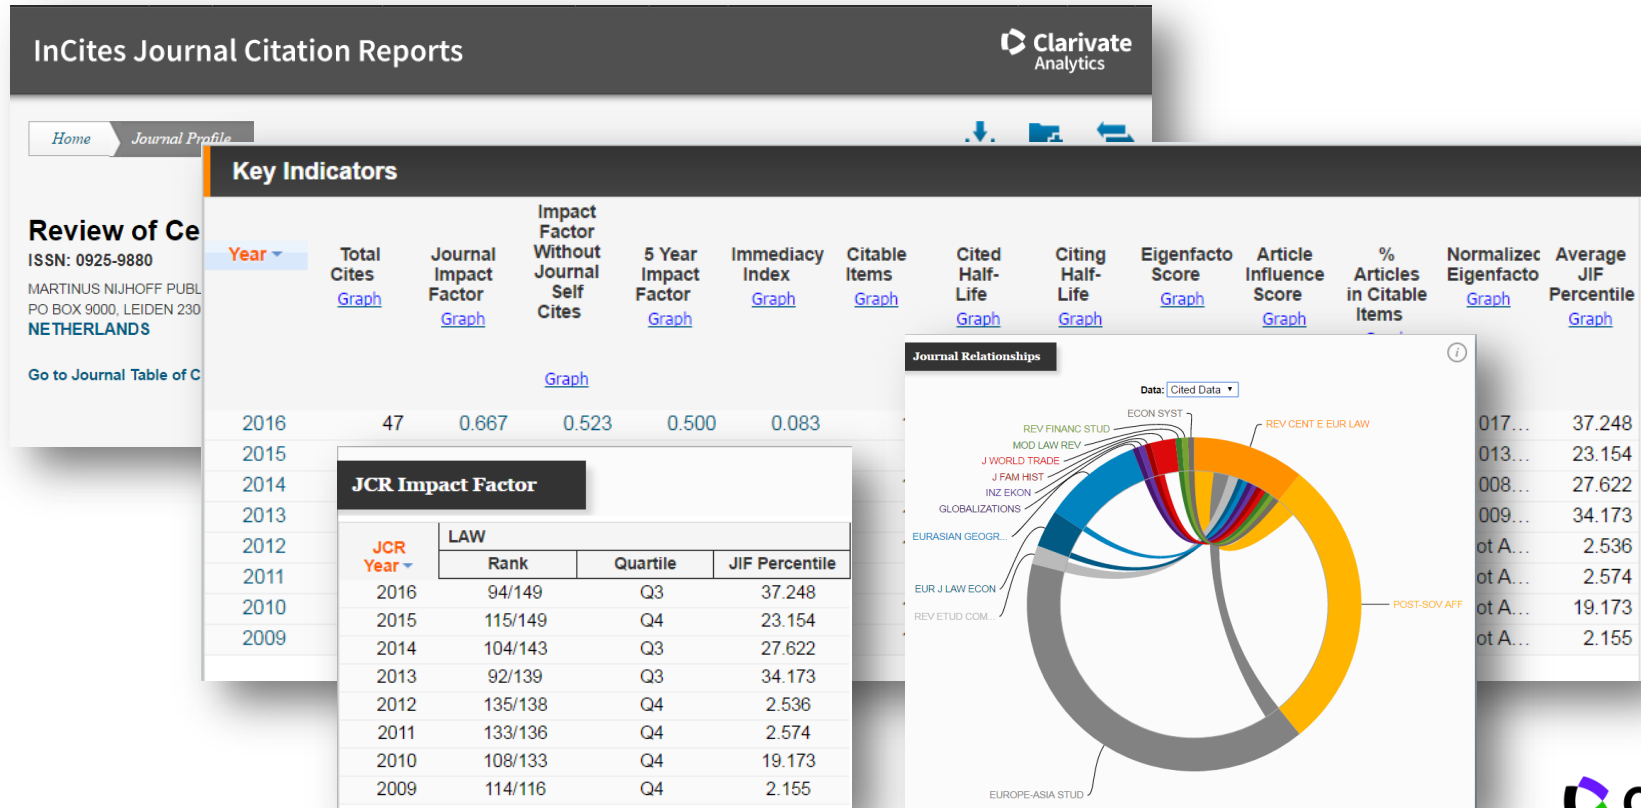 InCites Journal Citation Reports
Clarivate
Analytics
Home
Journal Profile
Review of Ce
ISSN: 0925-9880
MARTINUS NIJHOFF PUBL
PO BOX 9000, LEIDEN 230
NETHERLANDS
Go to Journal Table of C
Key Indicators
Year
Total
Cites
Graph
Journal
Impact
Factor
Graph
Impact
Factor
Without
Journal
Self
Cites
Graph
5 Year
Impact
Factor
Graph
Immediacy
Index
Graph
Citable
Items
Graph
Cited
Half-
Life
Graph
Citing
Half-
Life
Graph
Eigenfacto
Score
Graph
Article
Influence
Score
Graph
%
Articles
in Citable
Items
Normalizec
Eigenfacto
Graph
Average
JIF
Percentile
Graph
2016 47 0.667 0.523 0.500 0.083 017... 37.248
2015 013... 23.154
2014 008... 27.622
2013 009... 34.173
2012 ot A... 2.536
2011 ot A... 2.574
2010 ot A... 19.173
2009 ot A... 2.155
JCR Impact Factor
JCR
Year
LAW
Rank Quartile JIF Percentile
2016 94/149 Q3 37.248
2015 115/149 Q4 23.154
2014 104/143 Q3 27.622
2013 92/139 Q3 34.173
2012 135/138 Q4 2.536
2011 133/136 Q4 2.574
2010 108/133 Q4 19.173
2009 114/116 Q4 2.155
Journal Relationships
i
Data: Cited Data
ECON SYST
REV FINANC STUD
MOD LAW REV
J WORLD TRADE
J FAM HIST
INZ EKON
GLOBALIZATIONS
EURASIAN GEOGR...
EUR J LAW ECON
REV ETUD COM...
REV CENT E EUR LAW
POST-SOV AFF
EUROPE-ASIA STUD